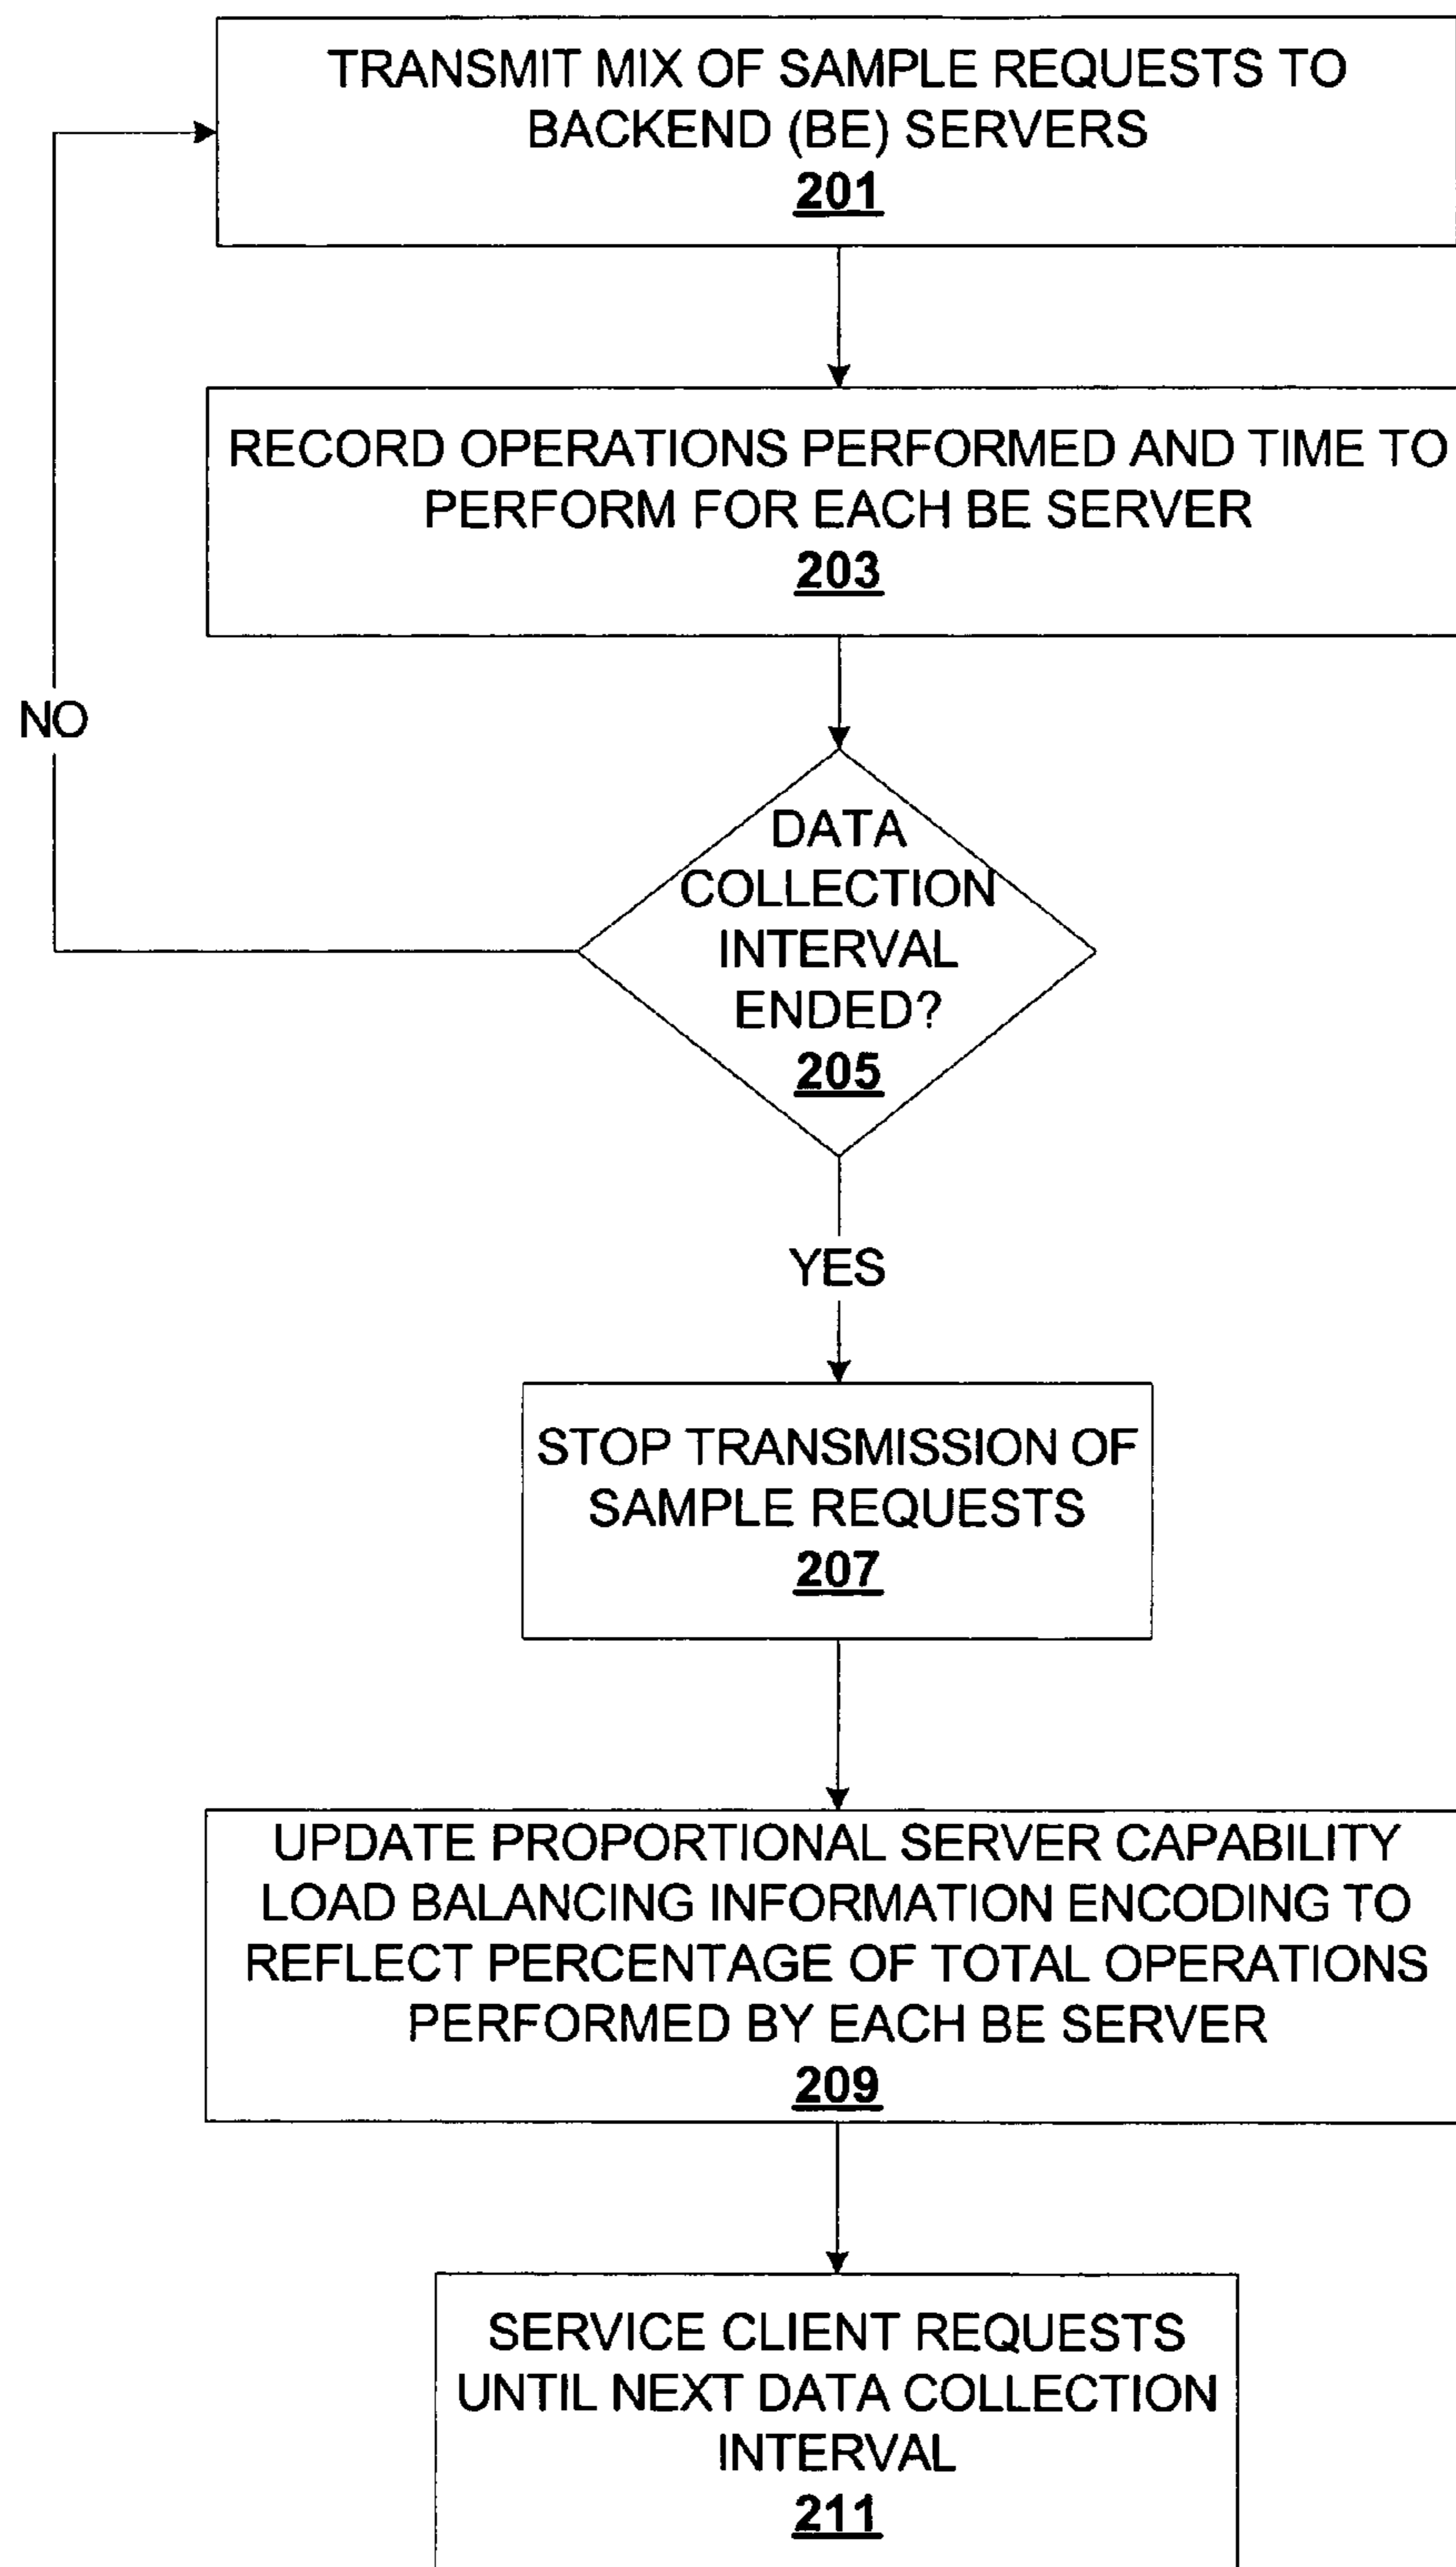 TRANSMIT MIX OF SAMPLE REQUESTS TO
BACKEND (BE) SERVERS
201
RECORD OPERATIONS PERFORMED AND TIME TO
PERFORM FOR EACH BE SERVER
203
NO
DATA
COLLECTION
INTERVAL
ENDED?
205
YES
STOP TRANSMISSION OF
SAMPLE REQUESTS
207
UPDATE PROPORTIONAL SERVER CAPABILITY
LOAD BALANCING INFORMATION ENCODING TO
REFLECT PERCENTAGE OF TOTAL OPERATIONS
PERFORMED BY EACH BE SERVER
209
SERVICE CLIENT REQUESTS
UNTIL NEXT DATA COLLECTION
INTERVAL
211